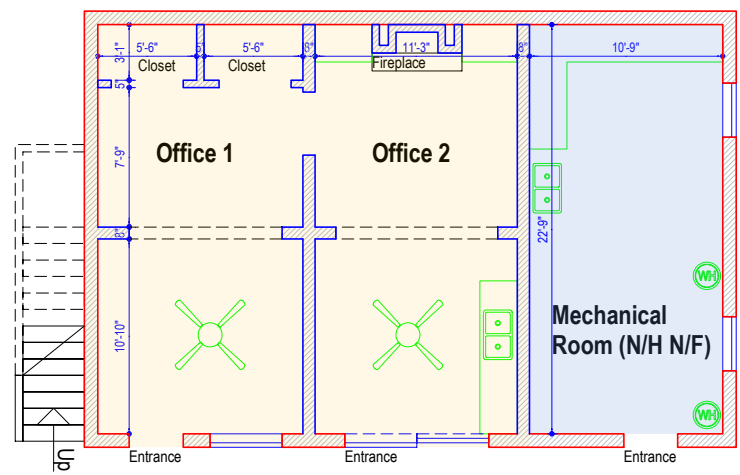 5'-6"
5"
5'-6"
8"
11'-3"
8"
10'-9"
3'-1"
Closet
Closet
Fireplace
5"
7'-9"
Office 1
Office 2
22'-9"
8"
10'-10"
WH
Mechanical
Room (N/H N/F)
WH
Up
Entrance
Entrance
Entrance